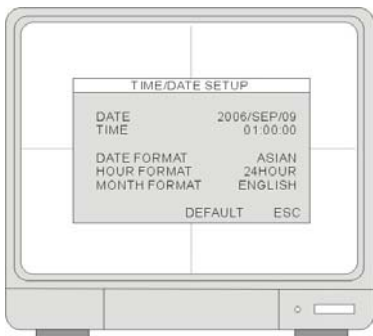 TIME/DATE SETUP
DATE 2006/SEP/09
TIME 01:00:00
DATE FORMAT ASIAN
HOUR FORMAT 24HOUR
MONTH FORMAT ENGLISH
DEFAULT ESC